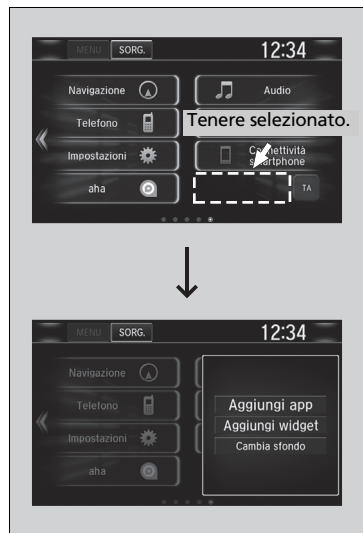 MENU SORG. 12:34
Navigazione Audio
Telefono Tenere selezionato.
Impostazioni Connettività
smartphone
aha TA
MENU SORG. 12:34
Navigazione
Telefono Aggiungi app
Impostazioni Aggiungi widget
Cambia sfondo
aha